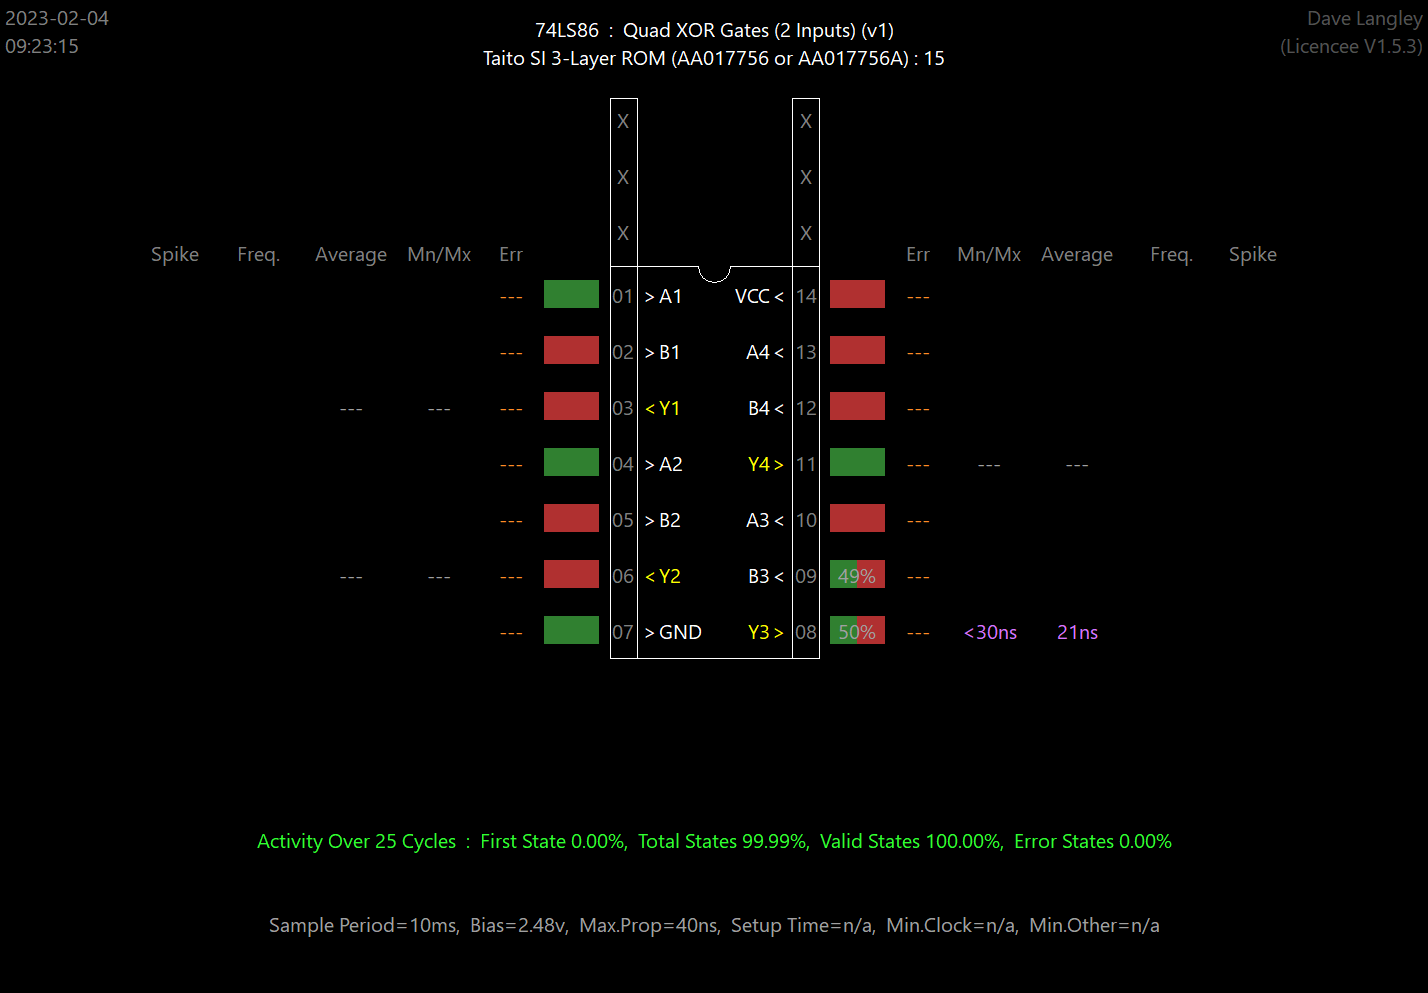 2023-02-04
09:23:15
74LS86 : Quad XOR Gates (2 Inputs) (v1)
Taito SI 3-Layer ROM (AA017756 or AA017756A) : 15
Dave Langley
(Licencee V1.5.3)
X X
X X
X X
Spike Freq. Average Mn/Mx Err Err Mn/Mx Average Freq. Spike
--- 01 >A1 VCC< 14 ---
--- 02 >B1 A4< 13 ---
--- --- --- 03 <Y1 B4< 12 ---
--- 04 >A2 Y4> 11 --- --- ---
--- 05 >B2 A3< 10 ---
--- --- --- 06 <Y2 B3< 09 49% ---
--- 07 >GND Y3> 08 50% --- <30ns 21ns
Activity Over 25 Cycles : First State 0.00%, Total States 99.99%, Valid States 100.00%, Error States 0.00%
Sample Period=10ms, Bias=2.48v, Max.Prop=40ns, Setup Time=n/a, Min.Clock=n/a, Min.Other=n/a